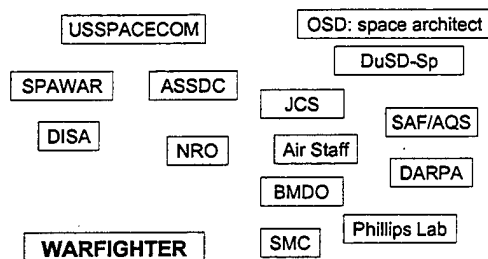 USSPACECOM
OSD: space architect
DuSD-Sp
SPAWAR
ASSDC
JCS
SAF/AQS
DISA
NRO
Air Staff
DARPA
BMDO
Phillips Lab
WARFIGHTER
SMC